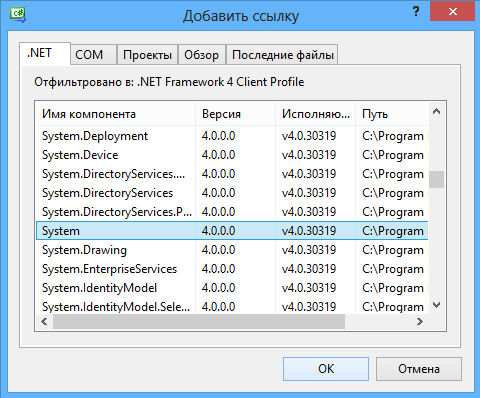 C#
Добавить ссылку
?
.NET COM Проекты Обзор Последние файлы
Отфильтровано в: .NET Framework 4 Client Profile
Имя компонента Версия Исполняю... Путь
System.Deployment 4.0.0.0 v4.0.30319 C:\Program
System.Device 4.0.0.0 v4.0.30319 C:\Program
System.DirectoryServices.... 4.0.0.0 v4.0.30319 C:\Program
System.DirectoryServices 4.0.0.0 v4.0.30319 C:\Program
System.DirectoryServices.P... 4.0.0.0 v4.0.30319 C:\Program
System 4.0.0.0 v4.0.30319 C:\Program
System.Drawing 4.0.0.0 v4.0.30319 C:\Program
System.EnterpriseServices 4.0.0.0 v4.0.30319 C:\Program
System.IdentityModel 4.0.0.0 v4.0.30319 C:\Program
System.IdentityModel.Sele... 4.0.0.0 v4.0.30319 C:\Program
OK Отмена